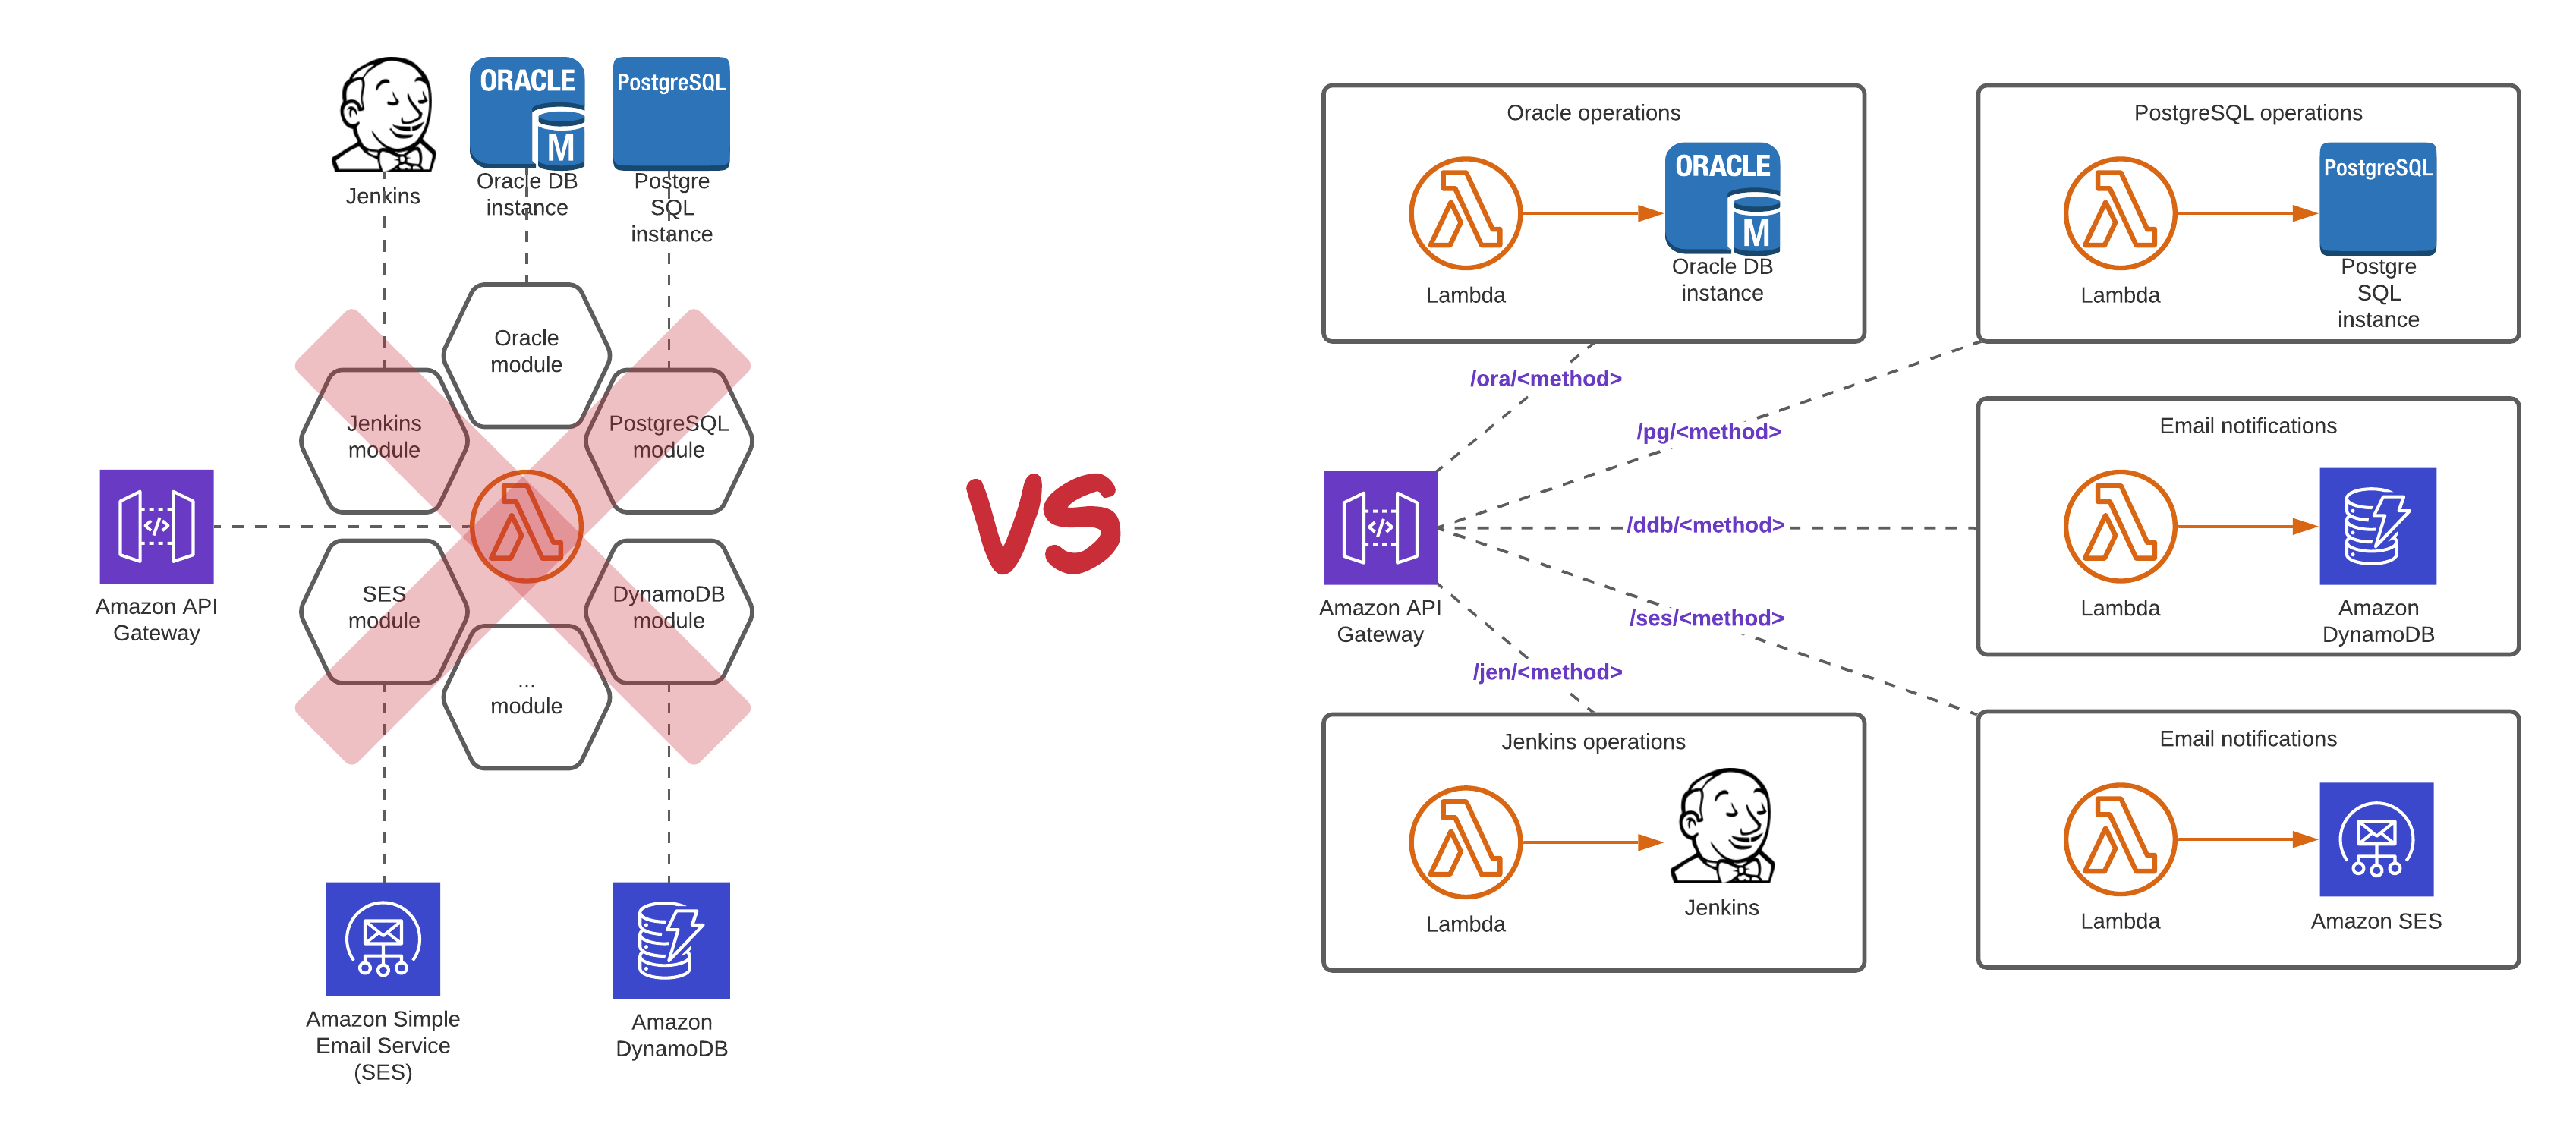 Jenkins
ORACLE
M
Oracle DB
instance
PostgreSQL
Postgre
SQL
instance
Oracle
module
Jenkins
module
PostgreSQL
module
</>
Amazon API
Gateway
SES
module
DynamoDB
module
...
module
Amazon Simple
Email Service
(SES)
Amazon
DynamoDB
VS
Oracle operations
Lambda
ORACLE
M
Oracle DB
instance
PostgreSQL operations
Lambda
PostgreSQL
Postgre
SQL
instance
/ora/<method>
/pg/<method>
/ddb/<method>
/ses/<method>
/jen/<method>
</>
Amazon API
Gateway
Email notifications
Lambda
Amazon
DynamoDB
Jenkins operations
Lambda
Jenkins
Email notifications
Lambda
Amazon SES